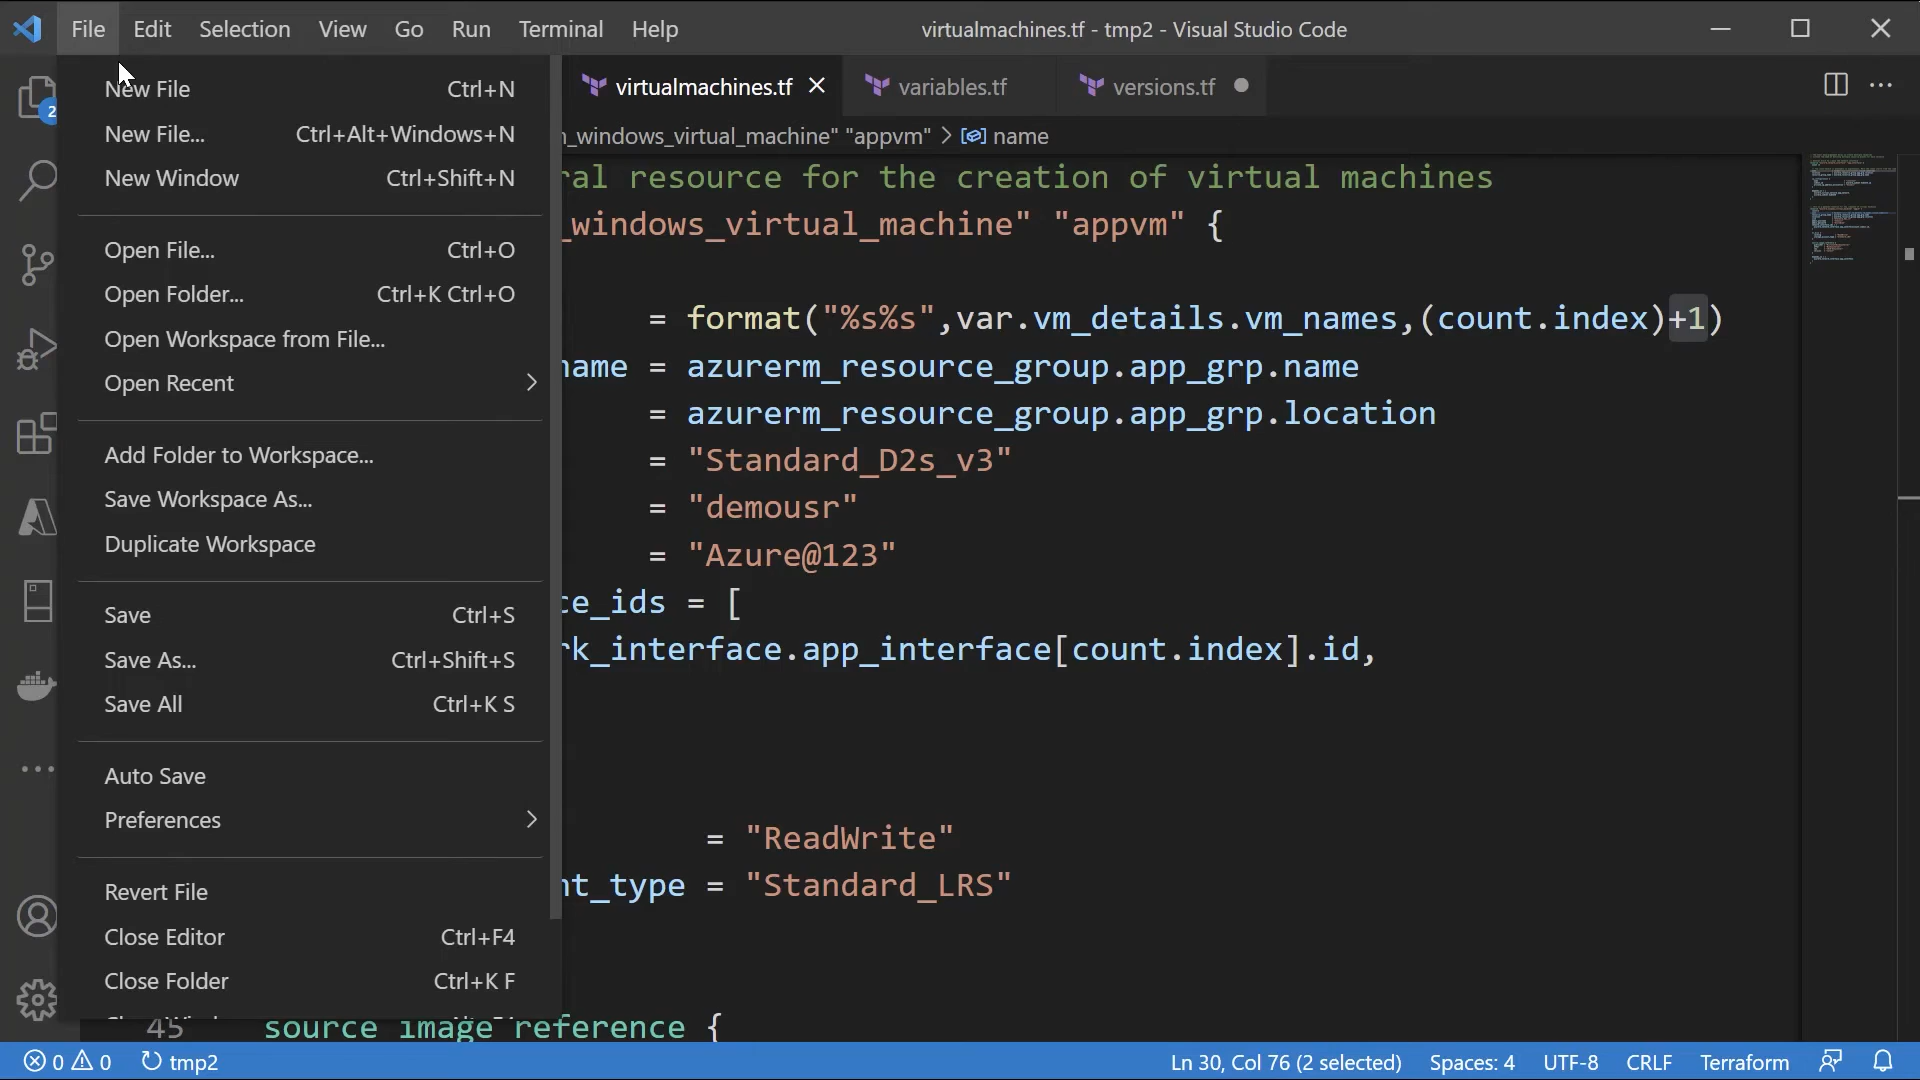 File Edit Selection View Go Run Terminal Help virtualmachines.tf - tmp2 - Visual Studio Code
New File Ctrl+N
New File... Ctrl+Alt+Windows+N
New Window Ctrl+Shift+N
Open File... Ctrl+O
Open Folder... Ctrl+K Ctrl+O
Open Workspace from File...
Open Recent
Add Folder to Workspace...
Save Workspace As...
Duplicate Workspace
Save Ctrl+S
Save As... Ctrl+Shift+S
Save All Ctrl+K S
Auto Save
Preferences
Revert File
Close Editor Ctrl+F4
Close Folder Ctrl+K F
2
virtualmachines.tf variables.tf versions.tf
_windows_virtual_machine" "appvm" > name
ral resource for the creation of virtual machines
_windows_virtual_machine" "appvm" {
= format("%s%s",var.vm_details.vm_names,(count.index)+1)
name = azurerm_resource_group.app_grp.name
= azurerm_resource_group.app_grp.location
= "Standard_D2s_v3"
= "demousr"
= "Azure@123"
ce_ids = [
rk_interface.app_interface[count.index].id,
= "ReadWrite"
nt_type = "Standard_LRS"
45 source_image_reference {
0 0 tmp2 Ln 30, Col 76 (2 selected) Spaces: 4 UTF-8 CRLF Terraform